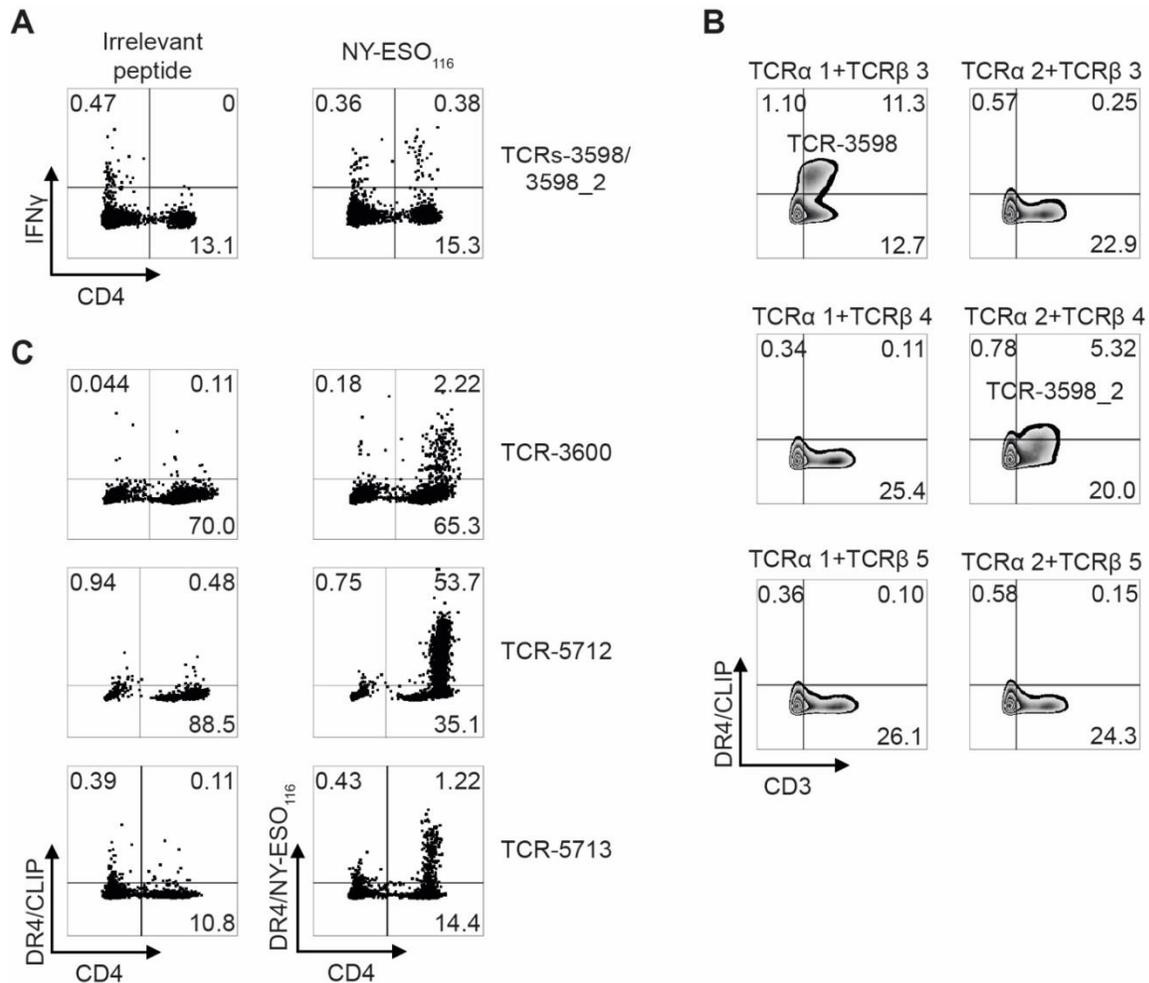 A
Irrelevant
peptide
NY-ESO116
0.47
0
13.1
0.36
0.38
15.3
TCRs-3598/
3598_2
IFNγ
CD4
B
TCRα 1+TCRβ 3
TCRα 2+TCRβ 3
1.10
11.3
TCR-3598
12.7
0.57
0.25
22.9
TCRα 1+TCRβ 4
TCRα 2+TCRβ 4
0.34
0.11
25.4
0.78
5.32
TCR-3598_2
20.0
TCRα 1+TCRβ 5
TCRα 2+TCRβ 5
0.36
0.10
26.1
0.58
0.15
24.3
DR4/CLIP
CD3
C
0.044
0.11
70.0
0.18
2.22
65.3
TCR-3600
0.94
0.48
88.5
0.75
53.7
35.1
TCR-5712
0.39
0.11
10.8
0.43
1.22
14.4
TCR-5713
DR4/CLIP
CD4
DR4/NY-ESO116
CD4